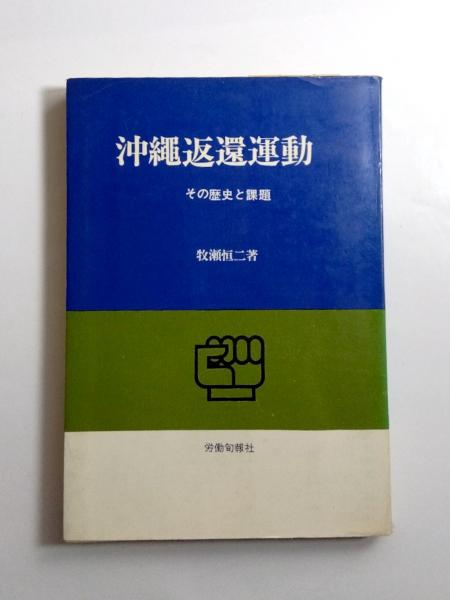 沖繩返還運動
その歴史と課題
牧瀬恒二著
労働旬報社